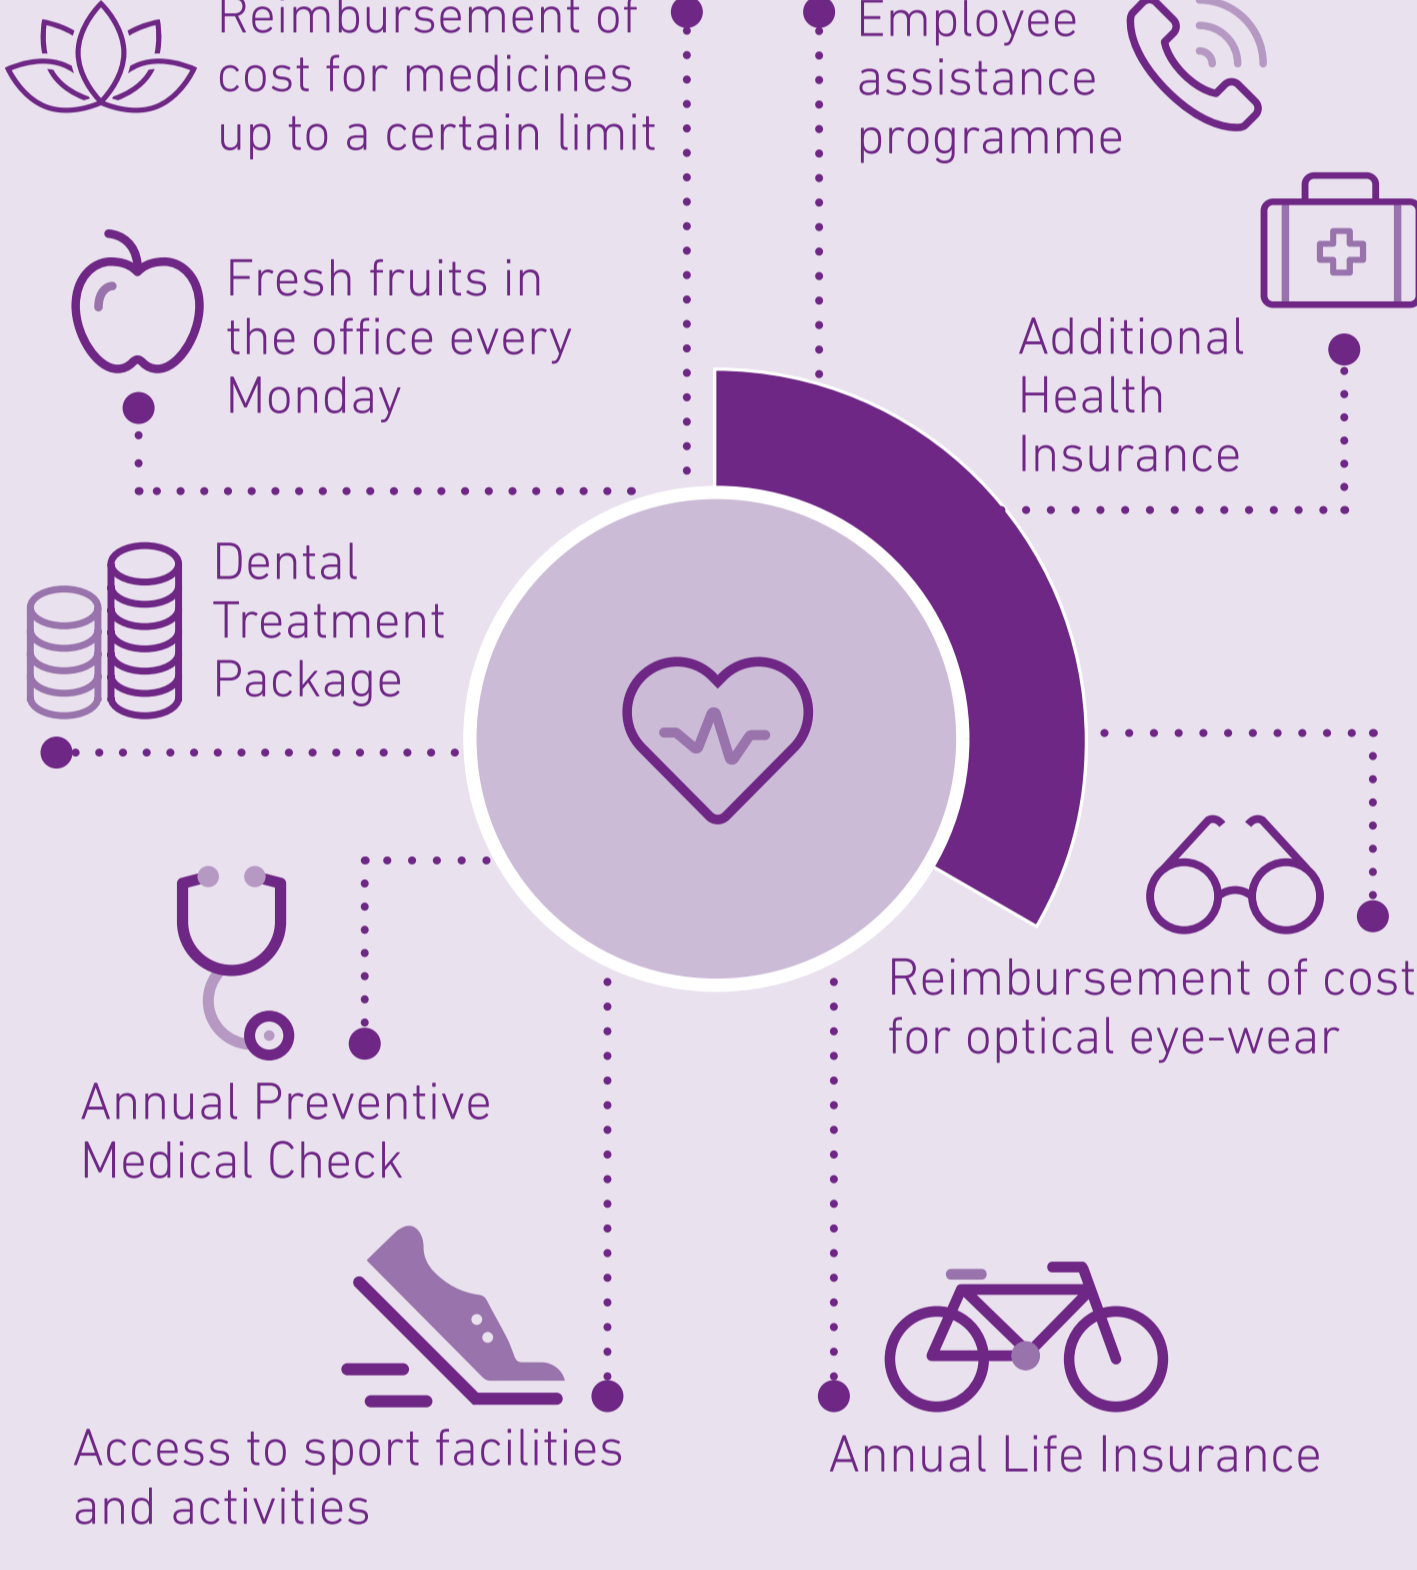 Reimbursement of
cost for medicines
up to a certain limit
Employee
assistance
programme
Fresh fruits in
the office every
Monday
Additional
Health
Insurance
Dental
Treatment
Package
Reimbursement of cost
for optical eye-wear
Annual Preventive
Medical Check
Access to sport facilities
and activities
Annual Life Insurance